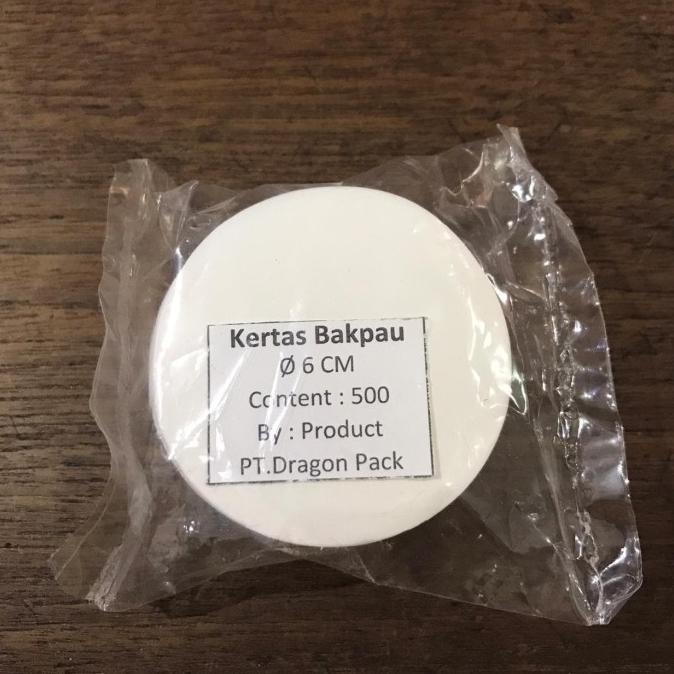 Kertas Bakpau
Ø 6 CM
Content : 500
By : Product
PT.Dragon Pack